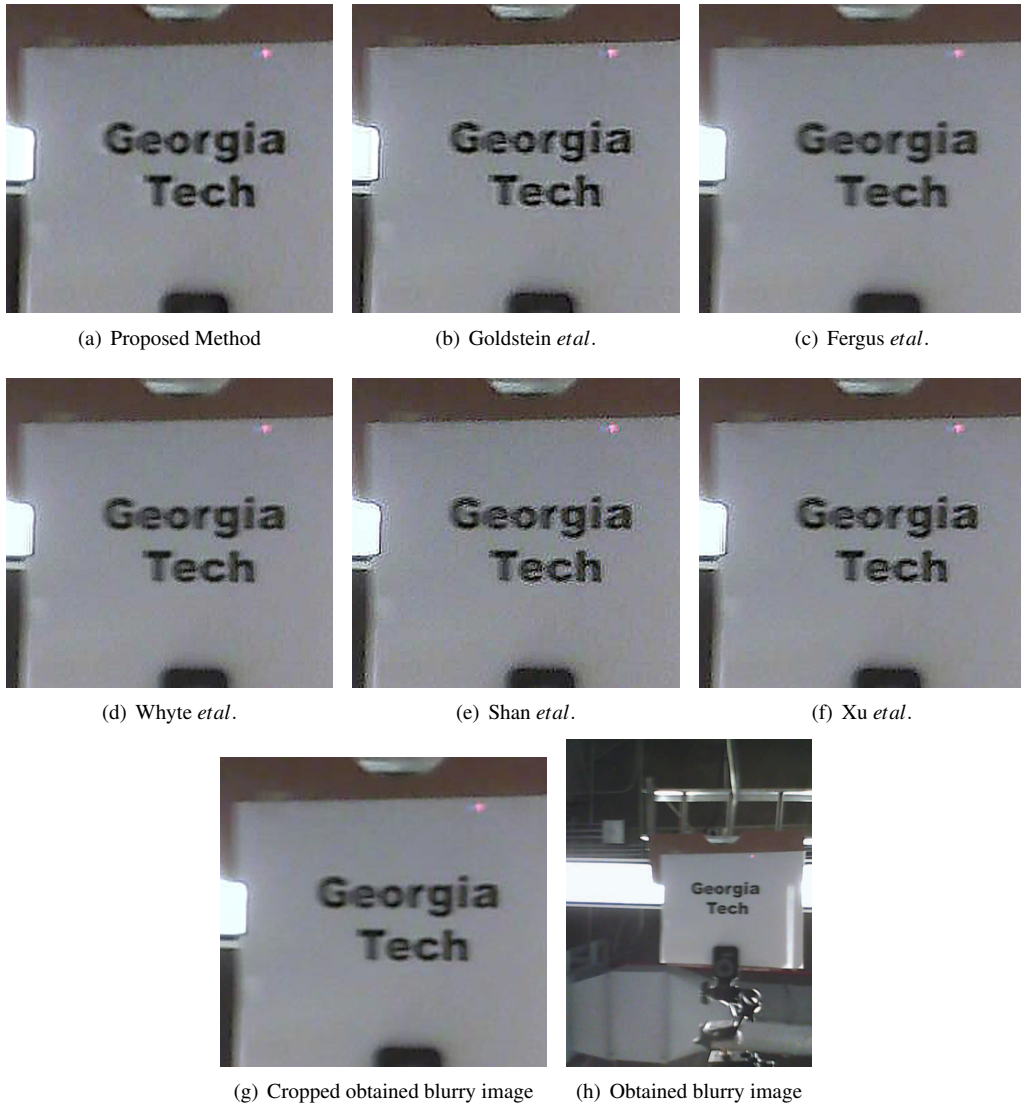 Georgia
Tech
Georgia
Tech
Georgia
Tech
(a) Proposed Method
(b) Goldstein etal.
(c) Fergus etal.
Georgia
Tech
Georgia
Tech
Georgia
Tech
(d) Whyte etal.
(e) Shan etal.
(f) Xu etal.
Georgia
Tech
Georgia
Tech
(g) Cropped obtained blurry image
(h) Obtained blurry image